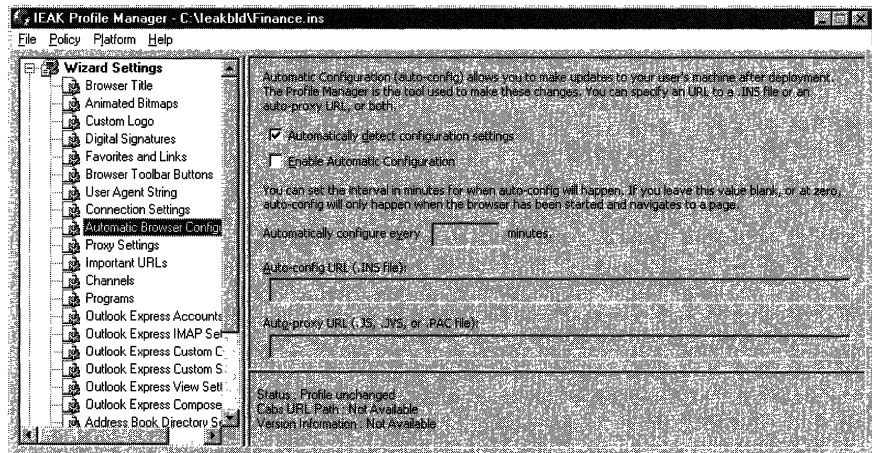 IEAK Profile Manager - C:\Ieakbld\Finance.ins
File Policy Platform Help
Wizard Settings
Browser Title
Animated Bitmaps
Custom Logo
Digital Signatures
Favorites and Links
Browser Toolbar Buttons
User Agent String
Connection Settings
Automatic Browser Configu
Proxy Settings
Important URLs
Channels
Programs
Outlook Express Accounts
Outlook Express IMAP Set
Outlook Express Custom C
Outlook Express Custom S
Outlook Express View Sett
Outlook Express Compose
Address Book Directory Se
Automatic Configuration (auto-config) allows you to make updates to your user's machine after deployment.
The Profile Manager is the tool used to make these changes. You can specify an URL to a .INS file or an
auto-proxy URL, or both.
Automatically detect configuration settings
Enable Automatic Configuration
You can set the interval in minutes for when auto-config will happen. If you leave this value blank, or at zero,
auto-config will only happen when the browser has been started and navigates to a page.
Automatically configure every minutes.
Auto-config URL (.INS file):
Auto-proxy URL (.JS, .JVS, or .PAC file):
Status : Profile unchanged
Cabs URL Path : Not Available
Version Information : Not Available